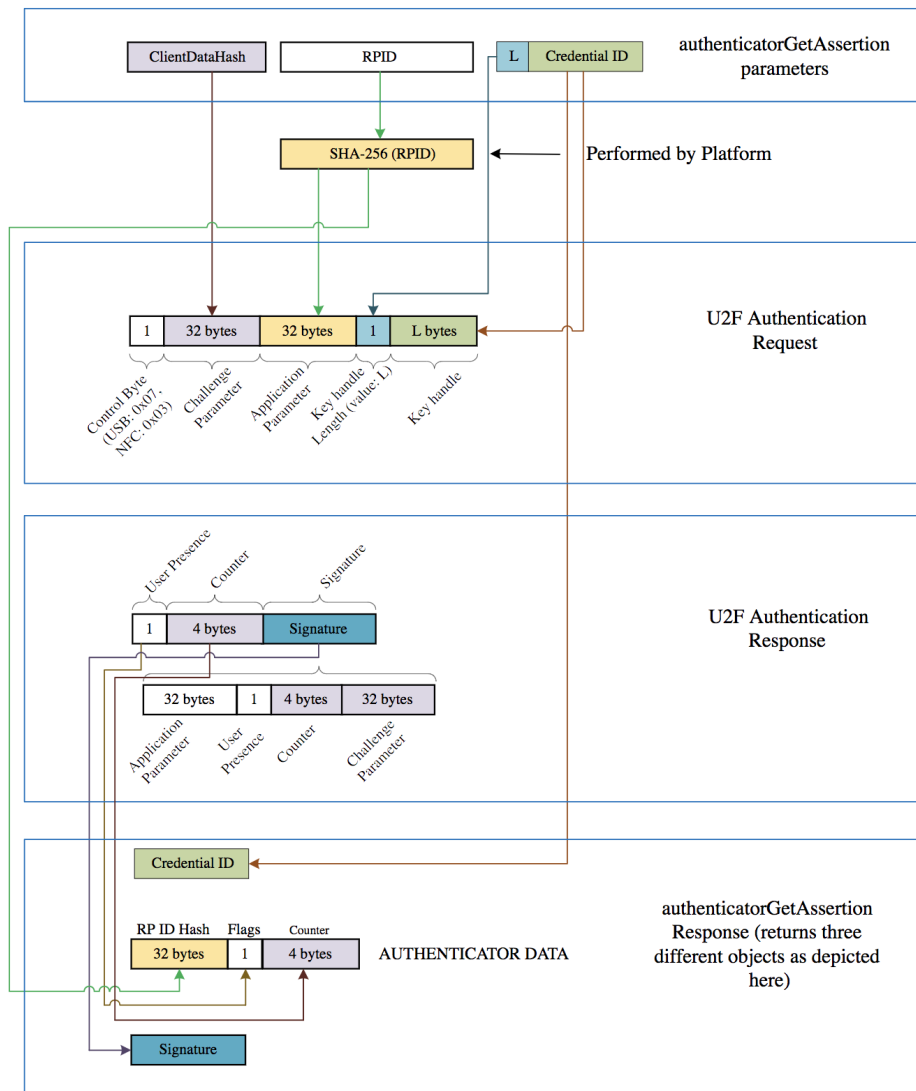 ClientDataHash
RPID
L
Credential ID
authenticatorGetAssertion
parameters
SHA-256 (RPID)
Performed by Platform
1
32 bytes
32 bytes
1
L bytes
Control Byte
(USB: 0x07,
NFC: 0x03)
Challenge
Parameter
Application
Parameter
Key handle
Length (value: L)
Key handle
U2F Authentication
Request
User Presence
Counter
Signature
1
4 bytes
Signature
32 bytes
1
4 bytes
32 bytes
Application
Parameter
User
Presence
Counter
Challenge
Parameter
U2F Authentication
Response
Credential ID
RP ID Hash
Flags
Counter
32 bytes
1
4 bytes
AUTHENTICATOR DATA
authenticatorGetAssertion
Response (returns three
different objects as depicted
here)
Signature